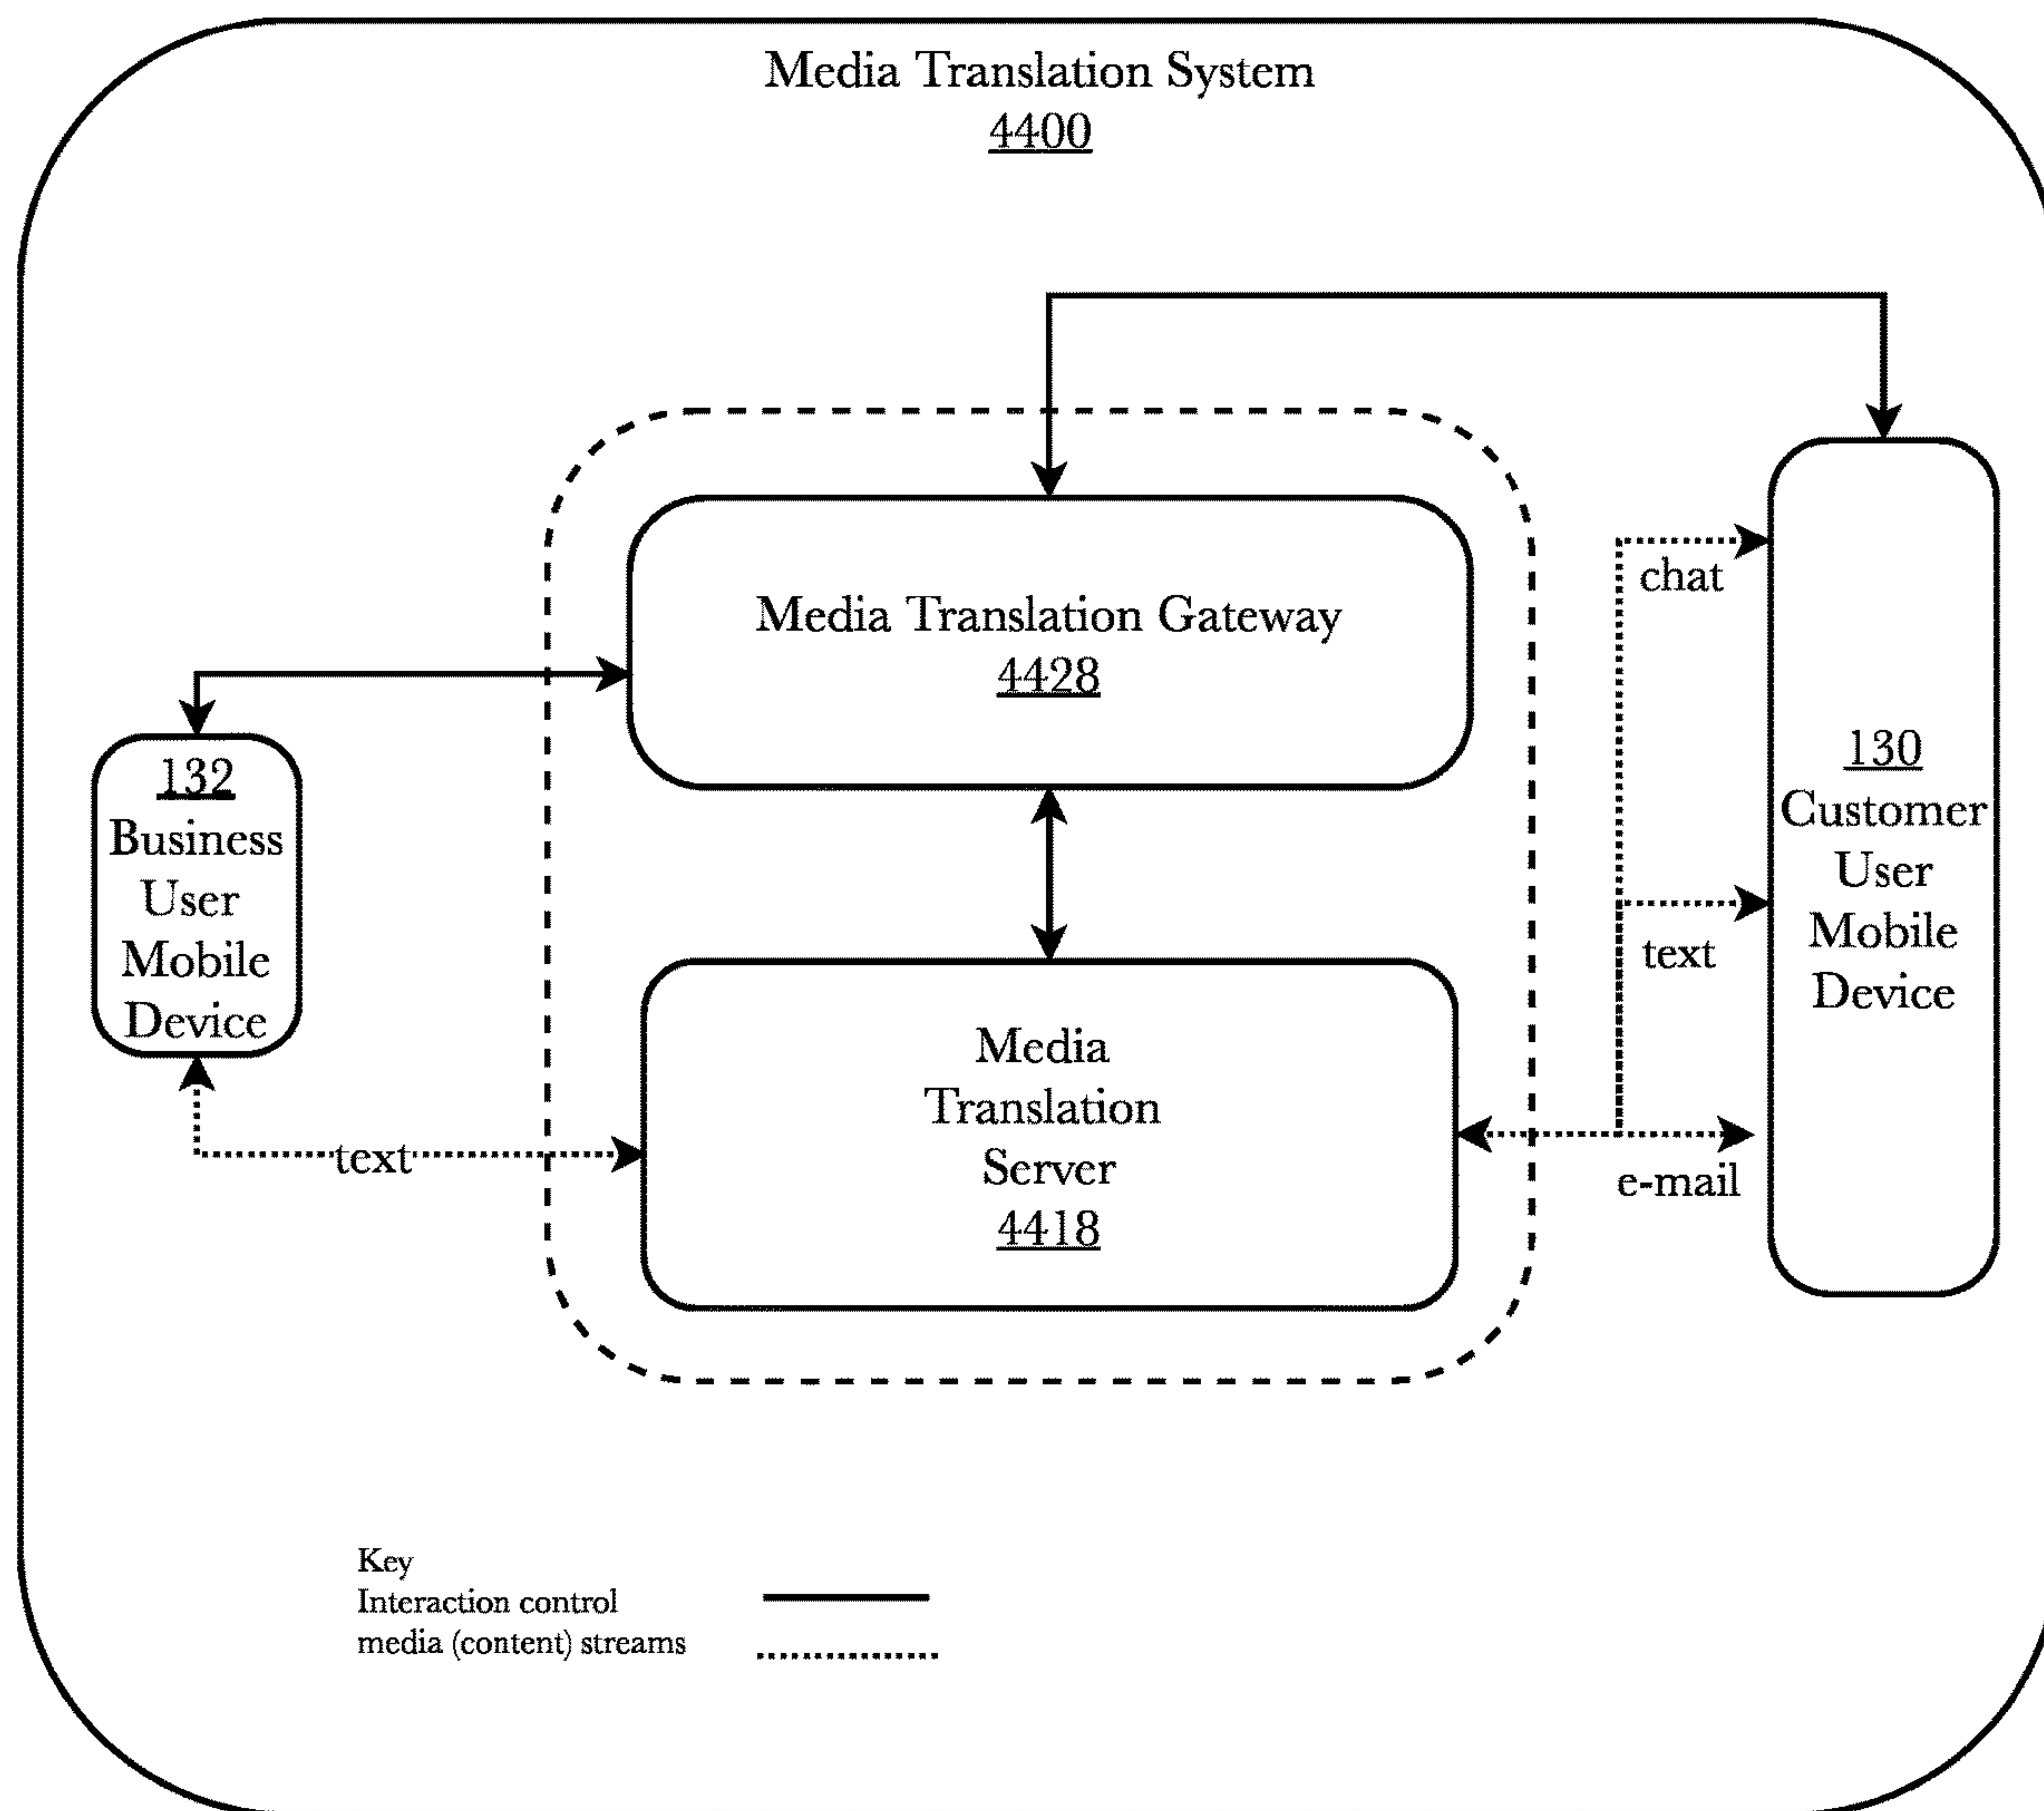 Media Translation System
4400
Media Translation Gateway
4428
132
Business
User
Mobile
Device
text
Media
Translation
Server
4418
chat
text
e-mail
130
Customer
User
Mobile
Device
Key
Interaction control
media (content) streams